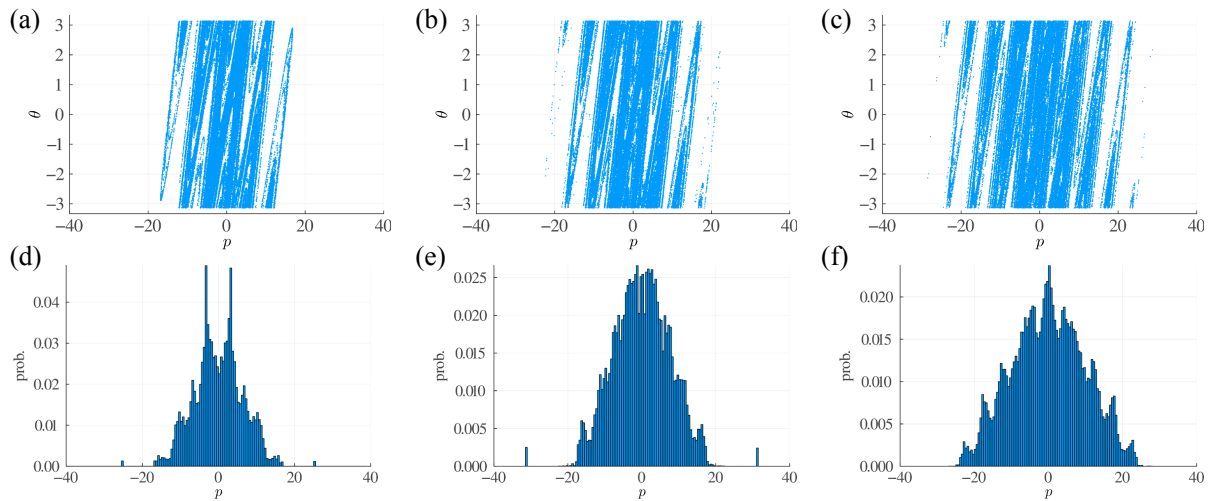 (a) (b) (c)
3 3 3
2 2 2
1 1 1
θ 0 θ 0 θ 0
−1 −1 −1
−2 −2 −2
−3 −3 −3
−40 −20 0 20 40 −40 −20 0 20 40 −40 −20 0 20 40
p p p
(d) (e) (f)
prob. 0.04 0.03 0.02 0.01 0.00
−40 −20 0 20 40
p
prob. 0.025 0.020 0.015 0.010 0.005 0.000
−40 −20 0 20 40
p
prob. 0.020 0.015 0.010 0.005 0.000
−40 −20 0 20 40
p